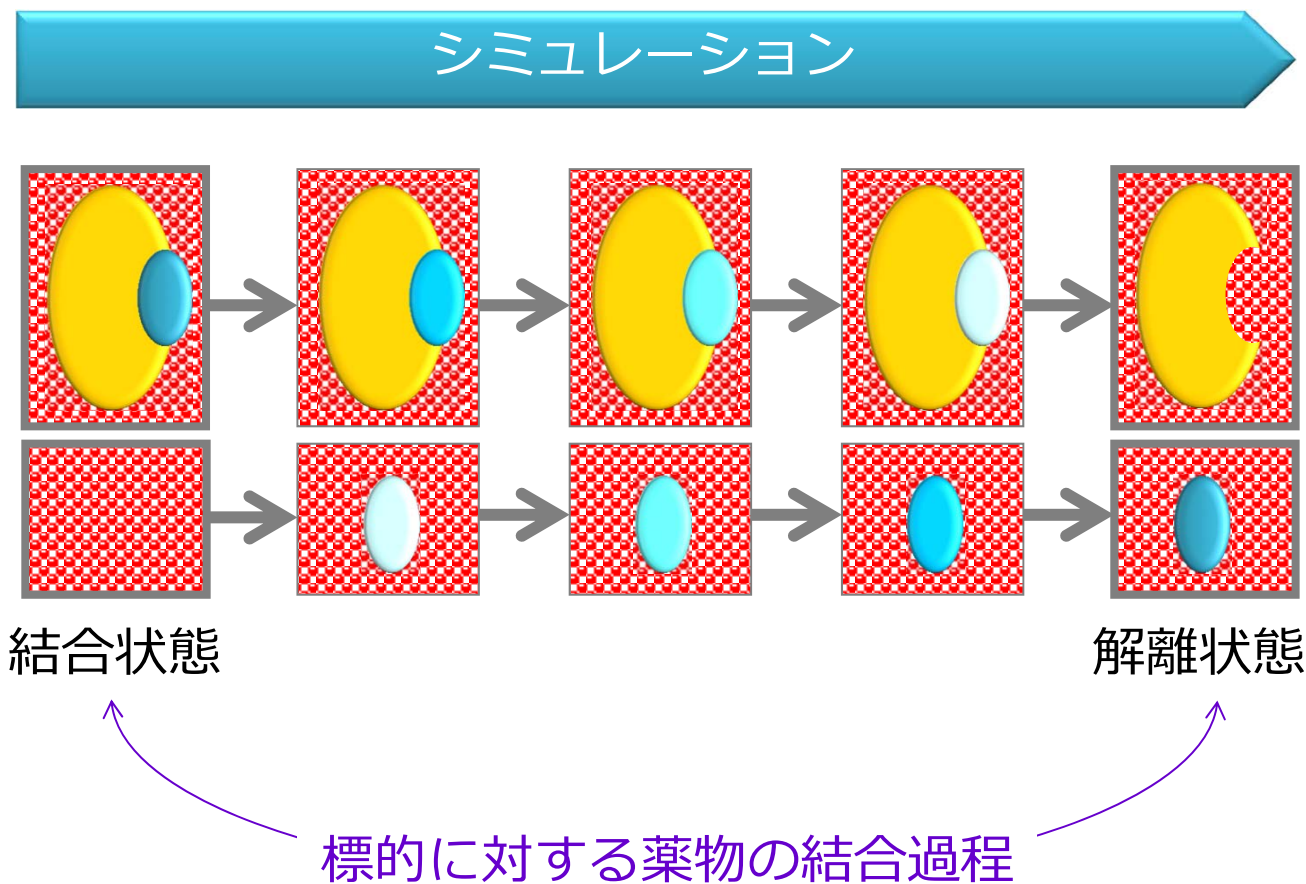 シミュレーション
結合状態
解離状態
標的に対する薬物の結合過程